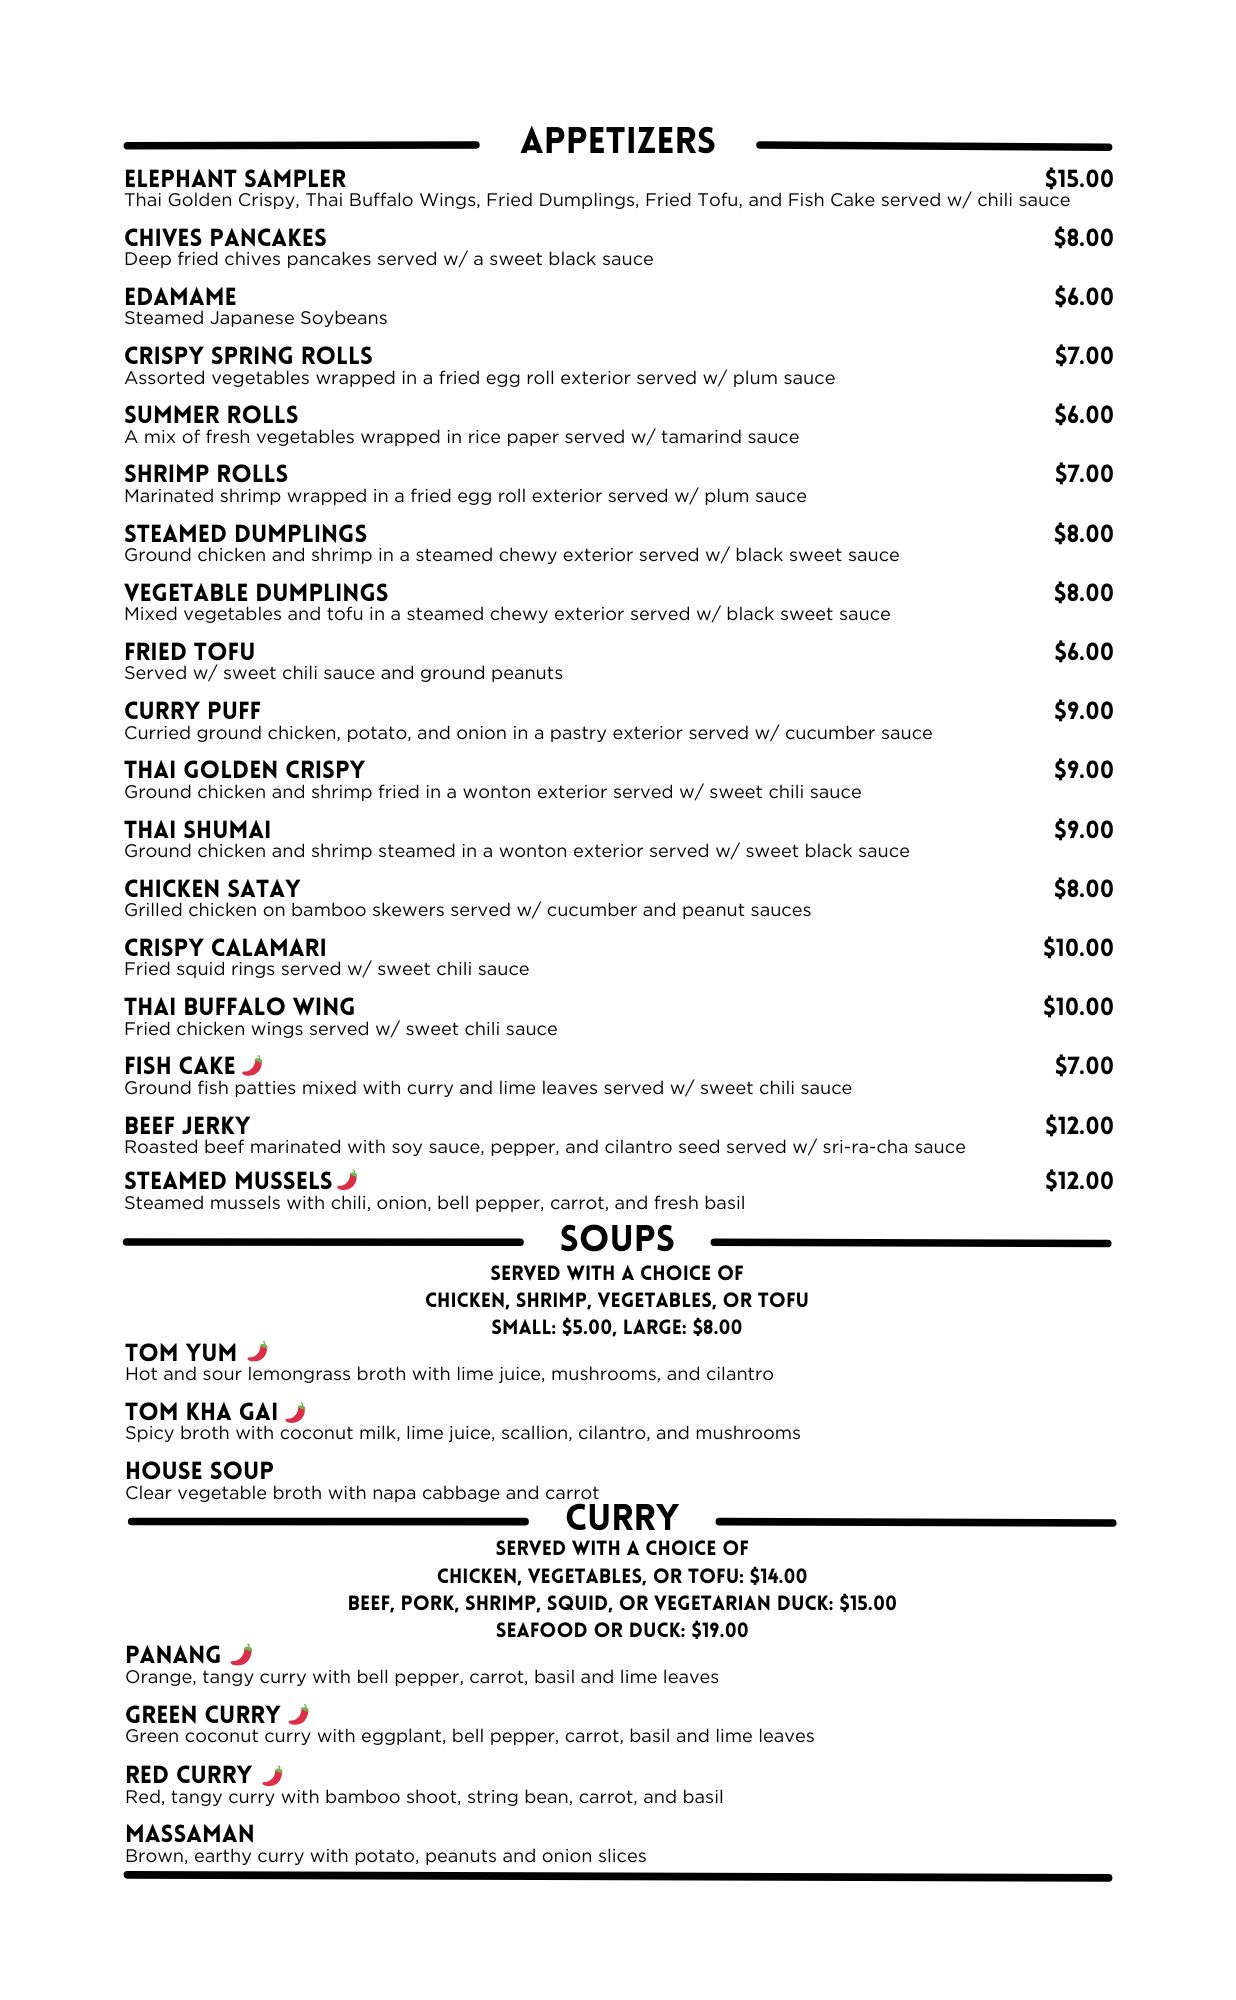 APPETIZERS
ELEPHANT SAMPLER $15.00
Thai Golden Crispy, Thai Buffalo Wings, Fried Dumplings, Fried Tofu, and Fish Cake served w/ chili sauce
CHIVES PANCAKES $8.00
Deep fried chives pancakes served w/ a sweet black sauce
EDAMAME $6.00
Steamed Japanese Soybeans
CRISPY SPRING ROLLS $7.00
Assorted vegetables wrapped in a fried egg roll exterior served w/ plum sauce
SUMMER ROLLS $6.00
A mix of fresh vegetables wrapped in rice paper served w/ tamarind sauce
SHRIMP ROLLS $7.00
Marinated shrimp wrapped in a fried egg roll exterior served w/ plum sauce
STEAMED DUMPLINGS $8.00
Ground chicken and shrimp in a steamed chewy exterior served w/ black sweet sauce
VEGETABLE DUMPLINGS $8.00
Mixed vegetables and tofu in a steamed chewy exterior served w/ black sweet sauce
FRIED TOFU $6.00
Served w/ sweet chili sauce and ground peanuts
CURRY PUFF $9.00
Curried ground chicken, potato, and onion in a pastry exterior served w/ cucumber sauce
THAI GOLDEN CRISPY $9.00
Ground chicken and shrimp fried in a wonton exterior served w/ sweet chili sauce
THAI SHUMAI $9.00
Ground chicken and shrimp steamed in a wonton exterior served w/ sweet black sauce
CHICKEN SATAY $8.00
Grilled chicken on bamboo skewers served w/ cucumber and peanut sauces
CRISPY CALAMARI $10.00
Fried squid rings served w/ sweet chili sauce
THAI BUFFALO WING $10.00
Fried chicken wings served w/ sweet chili sauce
FISH CAKE $7.00
Ground fish patties mixed with curry and lime leaves served w/ sweet chili sauce
BEEF JERKY $12.00
Roasted beef marinated with soy sauce, pepper, and cilantro seed served w/ sri-ra-cha sauce
STEAMED MUSSELS $12.00
Steamed mussels with chili, onion, bell pepper, carrot, and fresh basil
SOUPS
SERVED WITH A CHOICE OF
CHICKEN, SHRIMP, VEGETABLES, OR TOFU
SMALL: $5.00, LARGE: $8.00
TOM YUM
Hot and sour lemongrass broth with lime juice, mushrooms, and cilantro
TOM KHA GAI
Spicy broth with coconut milk, lime juice, scallion, cilantro, and mushrooms
HOUSE SOUP
Clear vegetable broth with napa cabbage and carrot
CURRY
SERVED WITH A CHOICE OF
CHICKEN, VEGETABLES, OR TOFU: $14.00
BEEF, PORK, SHRIMP, SQUID, OR VEGETARIAN DUCK: $15.00
SEAFOOD OR DUCK: $19.00
PANANG
Orange, tangy curry with bell pepper, carrot, basil and lime leaves
GREEN CURRY
Green coconut curry with eggplant, bell pepper, carrot, basil and lime leaves
RED CURRY
Red, tangy curry with bamboo shoot, string bean, carrot, and basil
MASSAMAN
Brown, earthy curry with potato, peanuts and onion slices